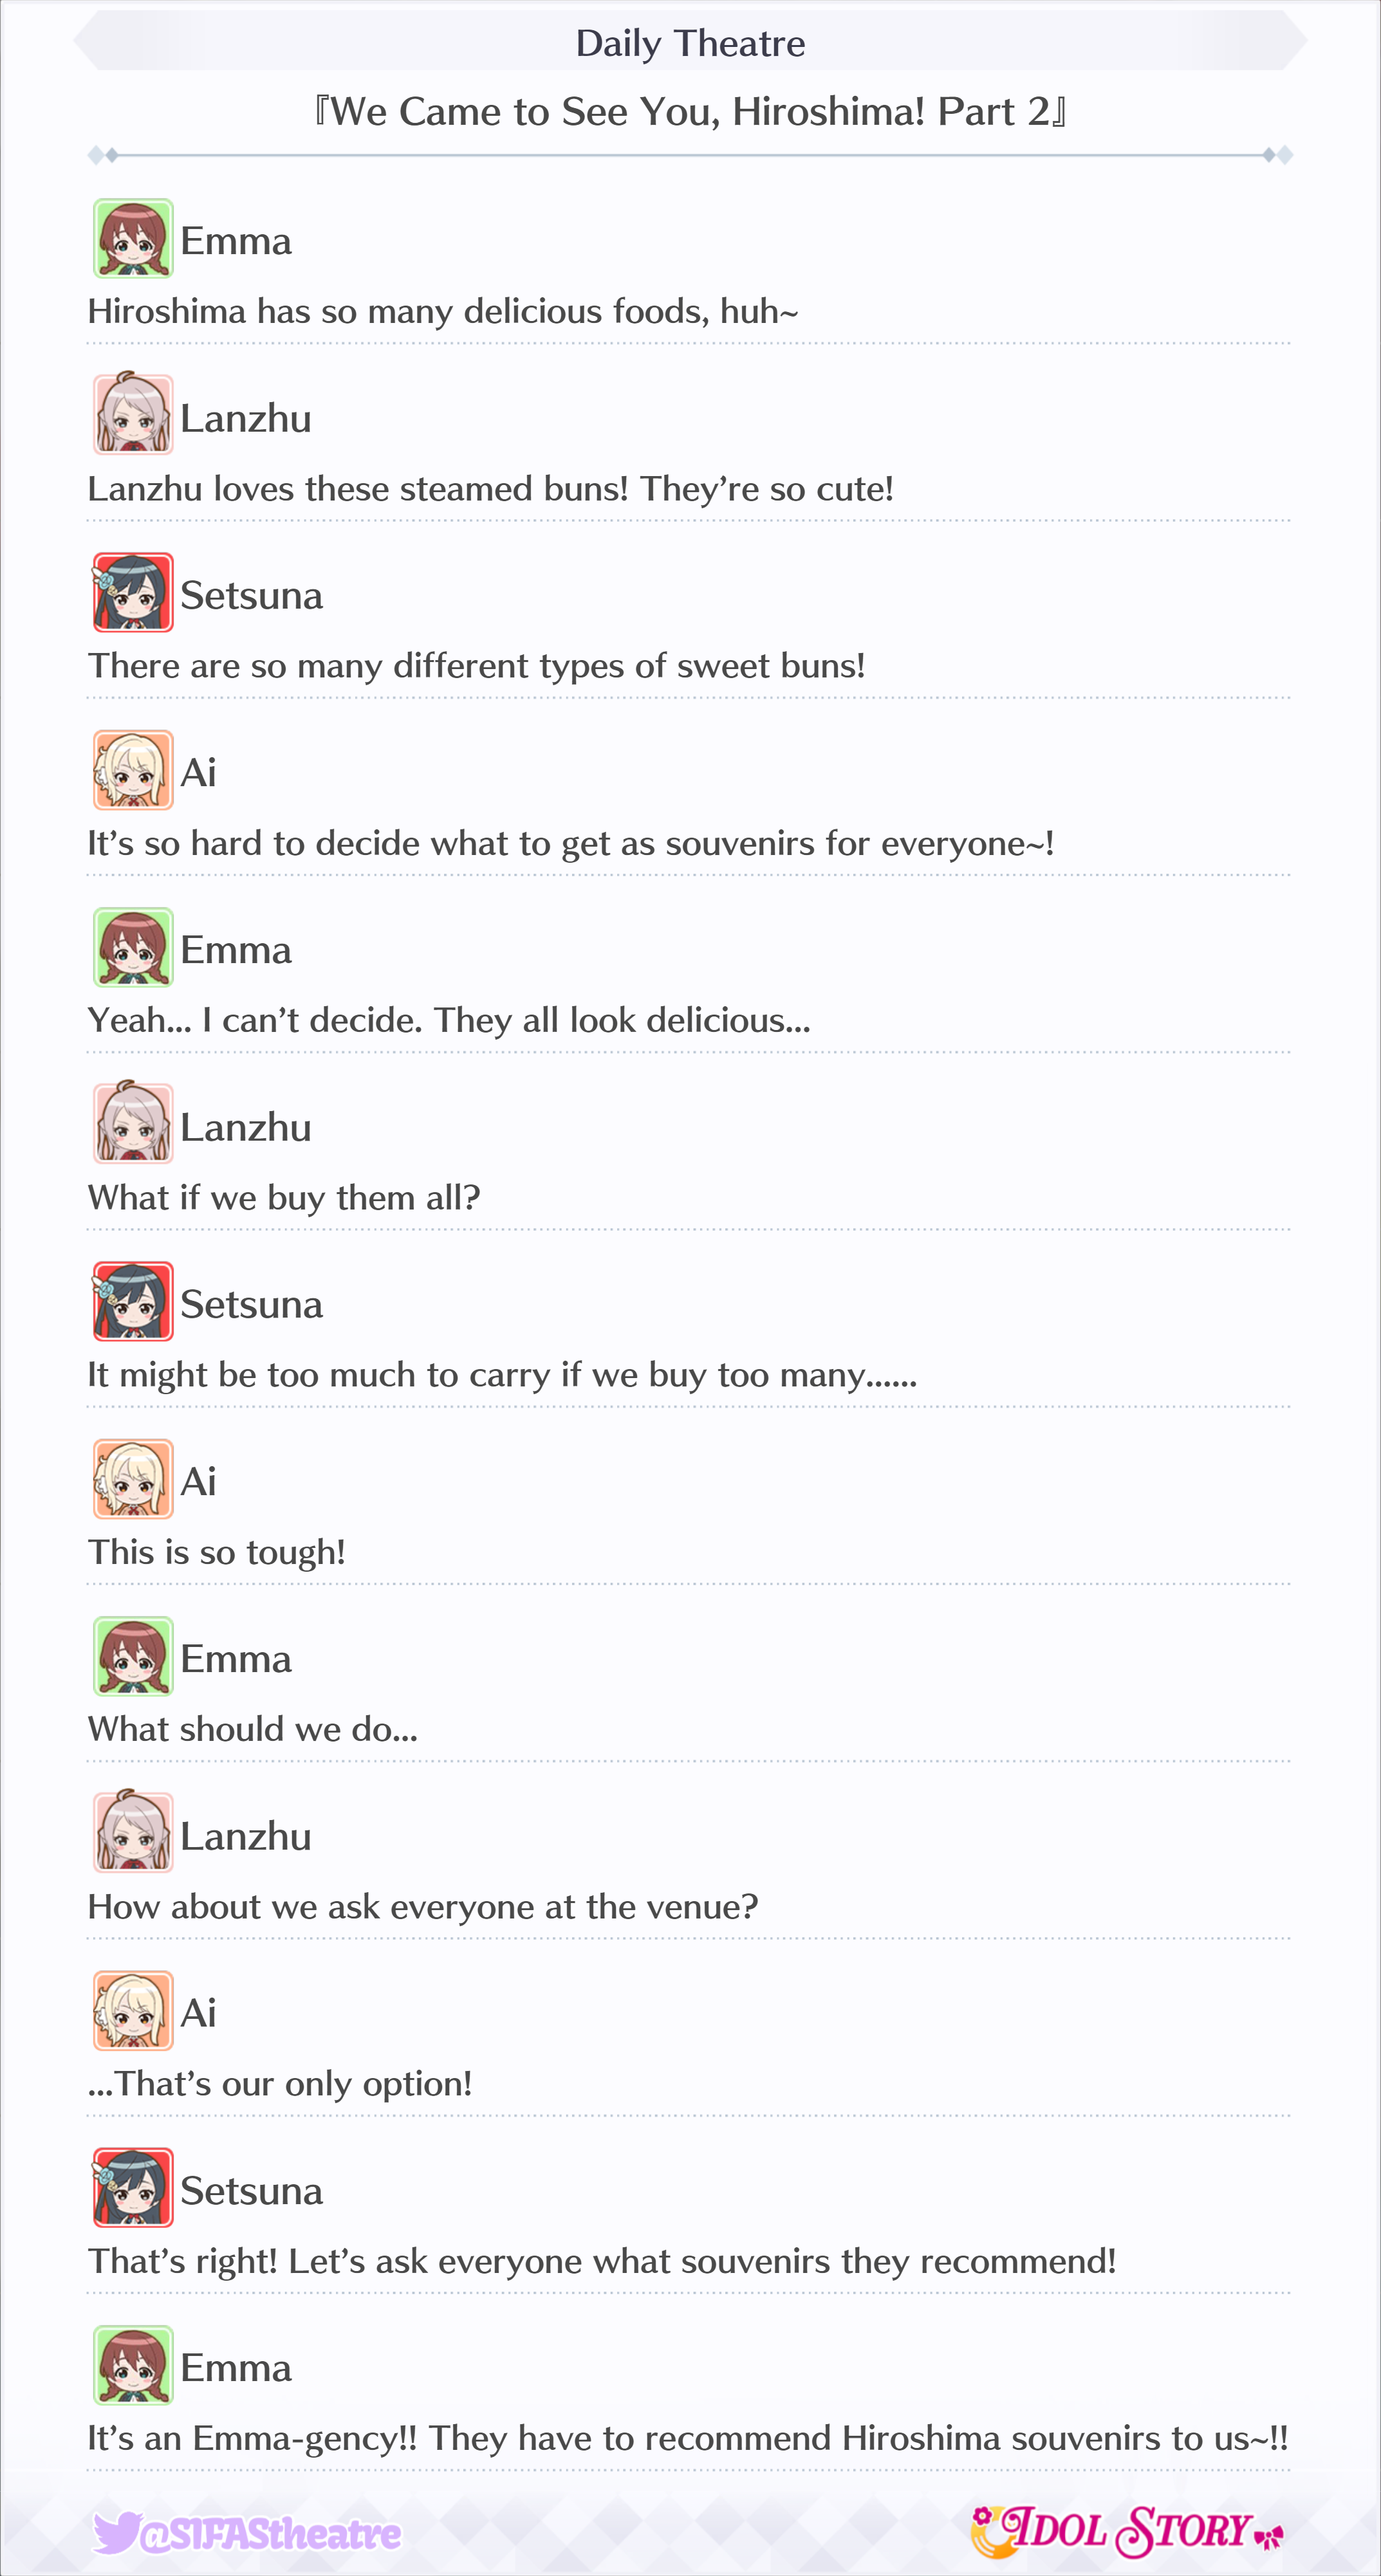 Daily Theatre
『We Came to See You, Hiroshima! Part 2』
Emma
Hiroshima has so many delicious foods, huh~
Lanzhu
Lanzhu loves these steamed buns! They’re so cute!
Setsuna
There are so many different types of sweet buns!
Ai
It’s so hard to decide what to get as souvenirs for everyone~!
Emma
Yeah... I can’t decide. They all look delicious...
Lanzhu
What if we buy them all?
Setsuna
It might be too much to carry if we buy too many......
Ai
This is so tough!
Emma
What should we do...
Lanzhu
How about we ask everyone at the venue?
Ai
...That’s our only option!
Setsuna
That’s right! Let’s ask everyone what souvenirs they recommend!
Emma
It’s an Emma-gency!! They have to recommend Hiroshima souvenirs to us~!!
@SIFAStheatre
IDOL STORY